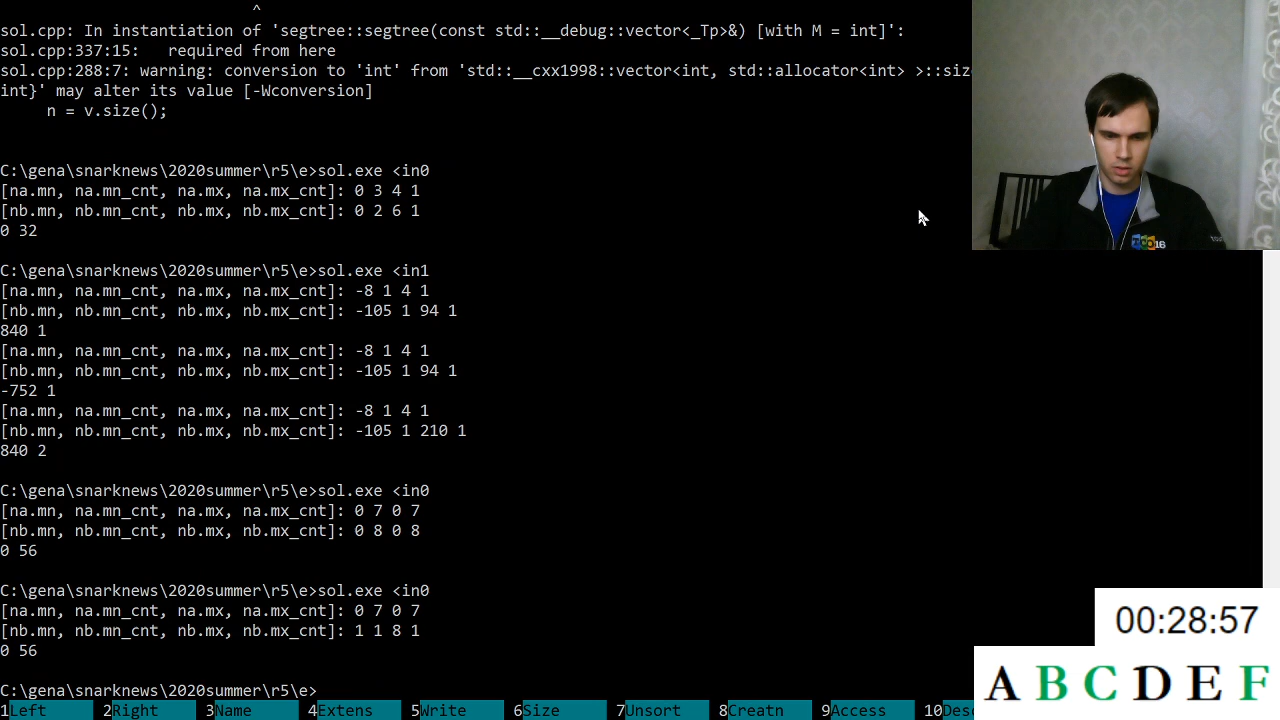 ^
sol.cpp: In instantiation of 'segtree::segtree(const std::__debug::vector<_Tp>&) [with M = int]':
sol.cpp:337:15:   required from here
sol.cpp:288:7: warning: conversion to 'int' from 'std::__cxx1998::vector<int, std::allocator<int> >::siz
int}' may alter its value [-Wconversion]
n = v.size();
C:\gena\snarknews\2020summer\r5\e>sol.exe <in0
[na.mn, na.mn_cnt, na.mx, na.mx_cnt]: 0 3 4 1
[nb.mn, nb.mn_cnt, nb.mx, nb.mx_cnt]: 0 2 6 1
0 32
C:\gena\snarknews\2020summer\r5\e>sol.exe <in1
[na.mn, na.mn_cnt, na.mx, na.mx_cnt]: -8 1 4 1
[nb.mn, nb.mn_cnt, nb.mx, nb.mx_cnt]: -105 1 94 1
840 1
[na.mn, na.mn_cnt, na.mx, na.mx_cnt]: -8 1 4 1
[nb.mn, nb.mn_cnt, nb.mx, nb.mx_cnt]: -105 1 94 1
-752 1
[na.mn, na.mn_cnt, na.mx, na.mx_cnt]: -8 1 4 1
[nb.mn, nb.mn_cnt, nb.mx, nb.mx_cnt]: -105 1 210 1
840 2
C:\gena\snarknews\2020summer\r5\e>sol.exe <in0
[na.mn, na.mn_cnt, na.mx, na.mx_cnt]: 0 7 0 7
[nb.mn, nb.mn_cnt, nb.mx, nb.mx_cnt]: 0 8 0 8
0 56
C:\gena\snarknews\2020summer\r5\e>sol.exe <in0
[na.mn, na.mn_cnt, na.mx, na.mx_cnt]: 0 7 0 7
[nb.mn, nb.mn_cnt, nb.mx, nb.mx_cnt]: 1 1 8 1
0 56
C:\gena\snarknews\2020summer\r5\e>
1Left 2Right 3Name 4Extens 5Write 6Size 7Unsort 8Creatn 9Access 10Des
00:28:57
A B C D E F